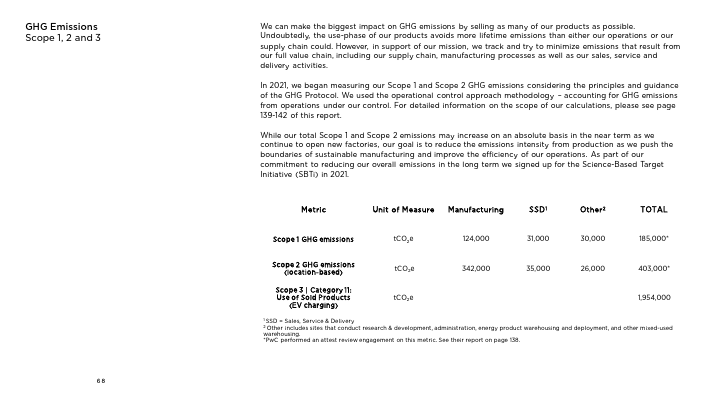 GHG Emissions
Scope 1, 2 and 3
We can make the biggest impact on GHG emissions by selling as many of our products as possible.
Undoubtedly, the use-phase of our products avoids more lifetime emissions than either our operations or our
supply chain could. However, in support of our mission, we track and try to minimize emissions that result from
our full value chain, including our supply chain, manufacturing processes as well as our sales, service and
delivery activities.
In 2021, we began measuring our Scope 1 and Scope 2 GHG emissions considering the principles and guidance
of the GHG Protocol. We used the operational control approach methodology – accounting for GHG emissions
from operations under our control. For detailed information on the scope of our calculations, please see page
139-142 of this report.
While our total Scope 1 and Scope 2 emissions may increase on an absolute basis in the near term as we
continue to open new factories, our goal is to reduce the emissions intensity from production as we push the
boundaries of sustainable manufacturing and improve the efficiency of our operations. As part of our
commitment to reducing our overall emissions in the long term we signed up for the Science-Based Target
Initiative (SBTi) in 2021.
Metric Unit of Measure Manufacturing SSD¹ Other² TOTAL
Scope 1 GHG emissions tCO₂e 124,000 31,000 30,000 185,000*
Scope 2 GHG emissions
(location-based) tCO₂e 342,000 35,000 26,000 403,000*
Scope 3 | Category 11:
Use of Sold Products
(EV charging) tCO₂e 1,954,000
¹ SSD = Sales, Service & Delivery
² Other includes sites that conduct research & development, administration, energy product warehousing and deployment, and other mixed-used
warehousing.
*PwC performed an attest review engagement on this metric. See their report on page 138.
68